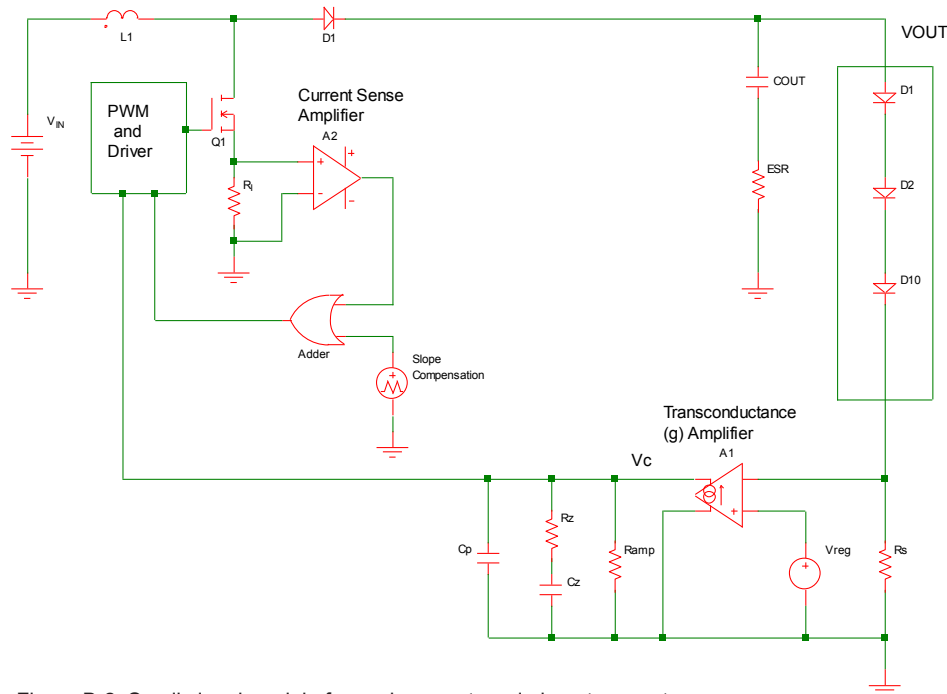 L1
D1
VOUT
COUT
D1
PWM
and
Driver
Current Sense
Amplifier
A2
VIN
Q1
Ri
ESR
D2
D10
Adder
Slope
Compensation
Transconductance
(g) Amplifier
A1
Vc
Rz
Cp
Ramp
Cz
Vreg
Rs